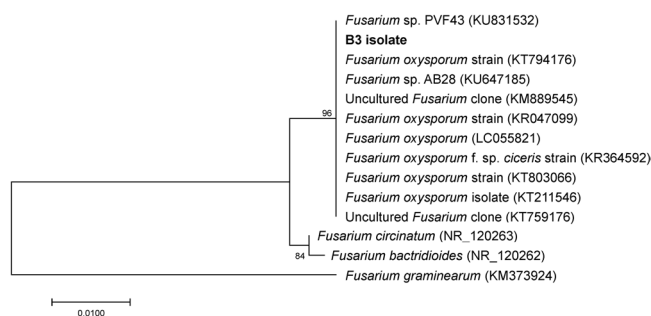 Fusarium sp. PVF43 (KU831532)
B3 isolate
Fusarium oxysporum strain (KT794176)
Fusarium sp. AB28 (KU647185)
Uncultured Fusarium clone (KM889545)
96
Fusarium oxysporum strain (KR047099)
Fusarium oxysporum (LC055821)
Fusarium oxysporum f. sp. ciceris strain (KR364592)
Fusarium oxysporum strain (KT803066)
Fusarium oxysporum isolate (KT211546)
Uncultured Fusarium clone (KT759176)
Fusarium circinatum (NR_120263)
84
Fusarium bactridioides (NR_120262)
Fusarium graminearum (KM373924)
0.0100